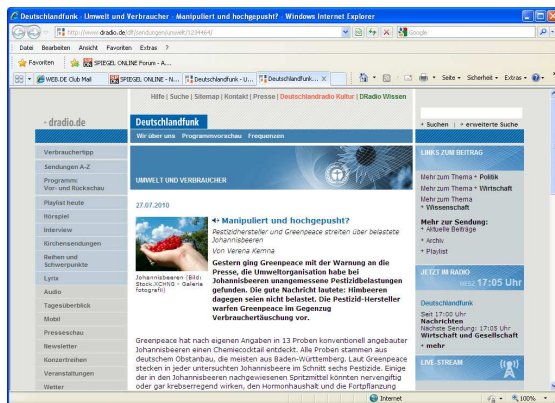 Deutschlandfunk - Umwelt und Verbraucher - Manipuliert und hochgepusht? - Windows Internet Explorer
http://www.dradio.de/dlf/sendungen/umwelt/1234464/
Google
Datei Bearbeiten Ansicht Favoriten Extras ?
Favoriten SPIEGEL ONLINE Forum - A...
WEB.DE Club Mail SPIEGEL ONLINE - N... Deutschlandfunk - U... Deutschlandfunk... X Seite Sicherheit Extras
Hilfe | Suche | Sitemap | Kontakt | Presse | Deutschlandradio Kultur | DRadio Wissen
dradio.de
Deutschlandfunk
+ Suchen | + erweiterte Suche
Wir über uns Programmvorschau Frequenzen
Verbrauchertipp
Sendungen A-Z
Programm:
Vor- und Rückschau
Playlist heute
Hörspiel
Interview
Kirchensendungen
Reihen und
Schwerpunkte
Lyrix
Audio
Tagesüberblick
Mobil
Presseschau
Newsletter
Konzertreihen
Veranstaltungen
Wetter
UMWELT UND VERBRAUCHER
27.07.2010
Manipuliert und hochgepusht?
Pestizidhersteller und Greenpeace streiten über belastete
Johannisbeeren
Von Verena Kemna
Gestern ging Greenpeace mit der Warnung an die
Presse, die Umweltorganisation habe bei
Johannisbeeren unangemessene Pestizidbelastungen
gefunden. Die gute Nachricht lautete: Himbeeren
dagegen seien nicht belastet. Die Pestizid-Hersteller
warfen Greenpeace im Gegenzug
Verbrauchertäuschung vor.
Johannisbeeren (Bild:
Stock.XCHNG - Galeria
fotografii)
Greenpeace hat nach eigenen Angaben in 13 Proben konventionell angebauter
Johannisbeeren einen Chemiecocktail entdeckt. Alle Proben stammen aus
deutschem Obstanbau, die meisten aus Baden-Württemberg. Laut Greenpeace
stecken in jeder untersuchten Johannisbeere im Schnitt sechs Pestizide. Einige
der in den Johannisbeeren nachgewiesenen Spritzmittel könnten nervengiftig
oder gar krebserregend wirken, den Hormonhaushalt und die Fortpflanzung
LINKS ZUM BEITRAG
Mehr zum Thema + Politik
Mehr zum Thema + Wirtschaft
Mehr zum Thema
+ Wissenschaft
Mehr zur Sendung:
+ Aktuelle Beiträge
+ Archiv
+ Playlist
JETZT IM RADIO
MESZ 17:05 Uhr
Deutschlandfunk
Seit 17:00 Uhr
Nachrichten
Nächste Sendung: 17:05 Uhr
Wirtschaft und Gesellschaft
+ mehr
LIVE-STREAM
Internet 100%